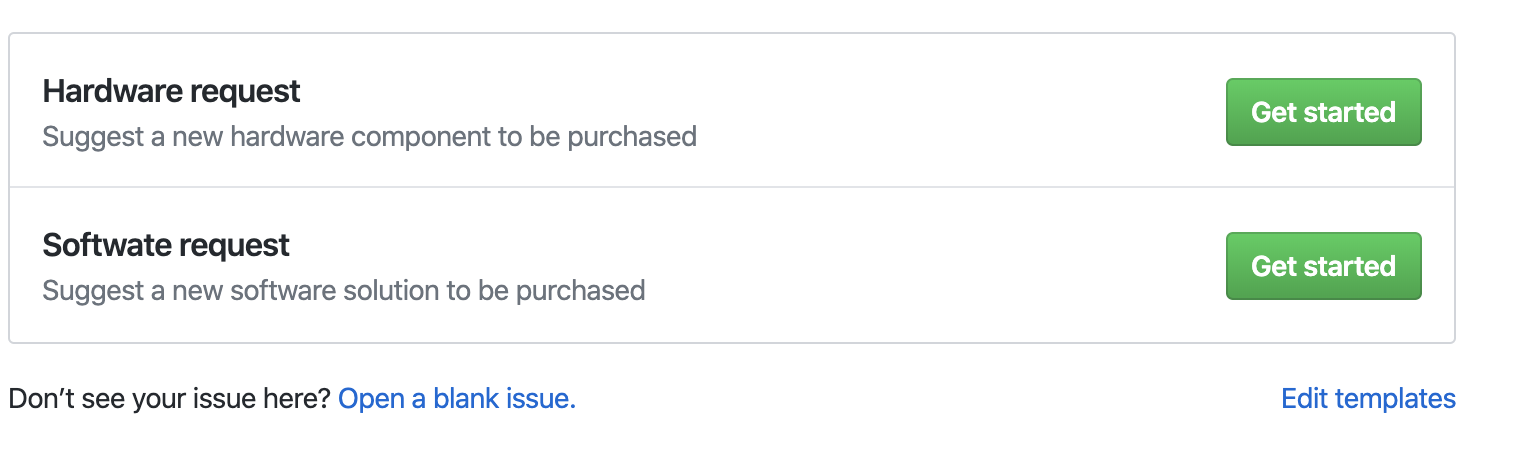 Hardware request
Suggest a new hardware component to be purchased
Get started
Softwate request
Suggest a new software solution to be purchased
Get started
Don’t see your issue here? Open a blank issue.
Edit templates